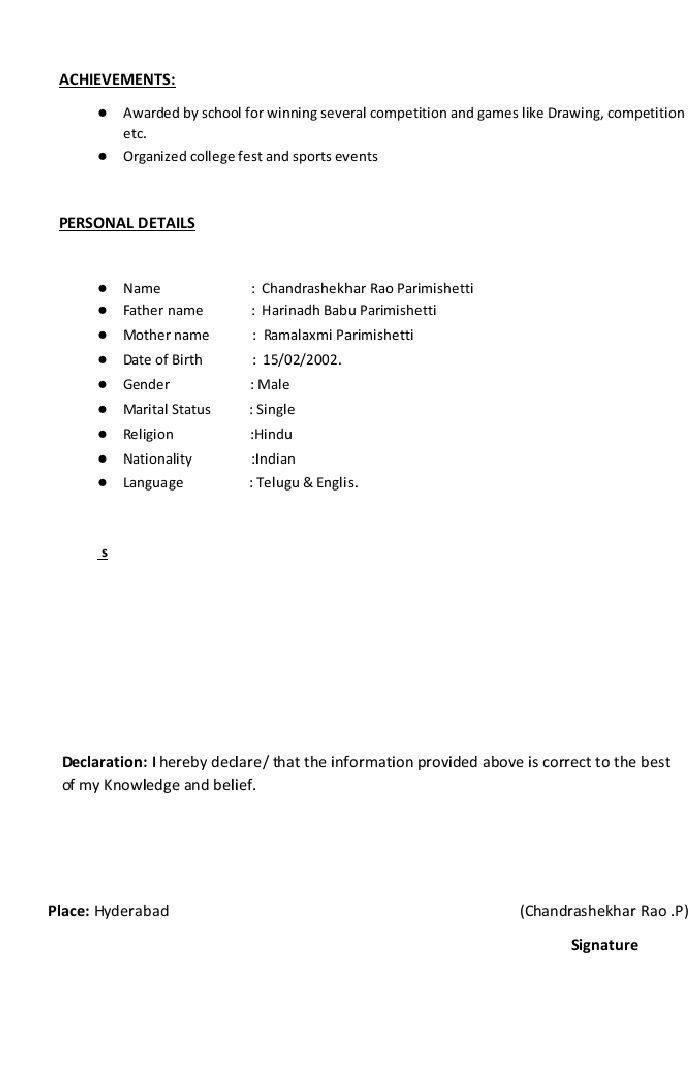 ACHIEVEMENTS:
● Awarded by school for winning several competition and games like Drawing, competition
etc.
● Organized college fest and sports events
PERSONAL DETAILS
● Name : Chandrashekhar Rao Parimishetti
● Father name : Harinadh Babu Parimishetti
● Mother name : Ramalaxmi Parimishetti
● Date of Birth : 15/02/2002.
● Gender : Male
● Marital Status : Single
● Religion :Hindu
● Nationality :Indian
● Language : Telugu & Englis.
s
Declaration: I hereby declare/ that the information provided above is correct to the best
of my Knowledge and belief.
Place: Hyderabad (Chandrashekhar Rao .P)
Signature